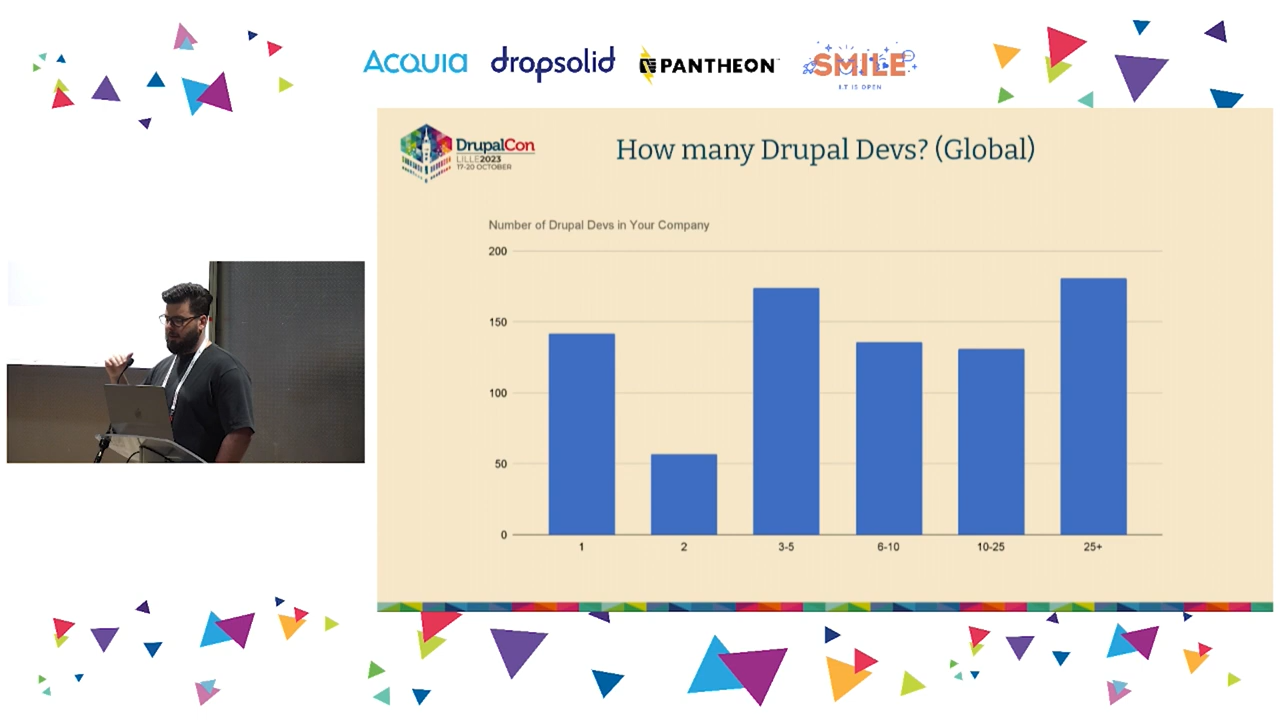 ACQUIA
dropsolid
PANTHEON
SMILE
I.T IS OPEN
DrupalCon
LILLE2023
17-20 OCTOBER
How many Drupal Devs? (Global)
Number of Drupal Devs in Your Company
200
150
100
50
0
1 2 3-5 6-10 10-25 25+